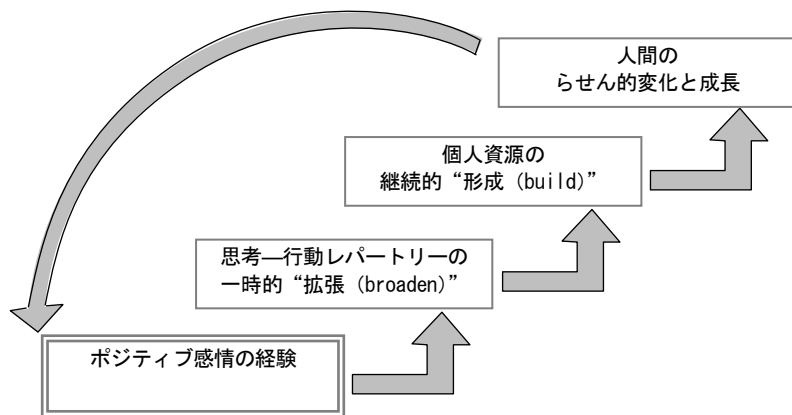 人間の
らせん的変化と成長
個人資源の
継続的“形成（build）”
思考―行動レパートリーの
一時的“拡張（broaden）”
ポジティブ感情の経験